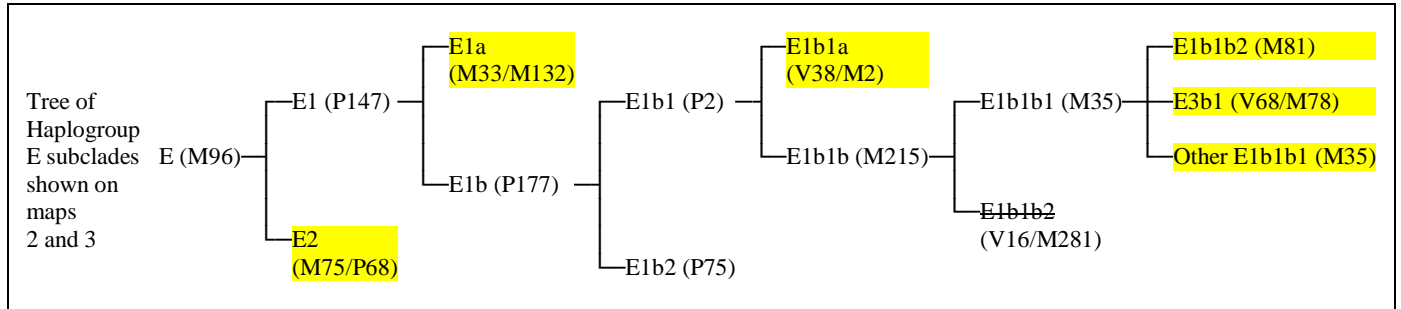 Tree of
Haplogroup
E subclades
shown on
maps
2 and 3
E (M96)
E1 (P147)
E2
(M75/P68)
E1a
(M33/M132)
E1b (P177)
E1b1 (P2)
E1b2 (P75)
E1b1a
(V38/M2)
E1b1b (M215)
E1b1b1 (M35)
E1b1b2
(V16/M281)
E1b1b2 (M81)
E3b1 (V68/M78)
Other E1b1b1 (M35)